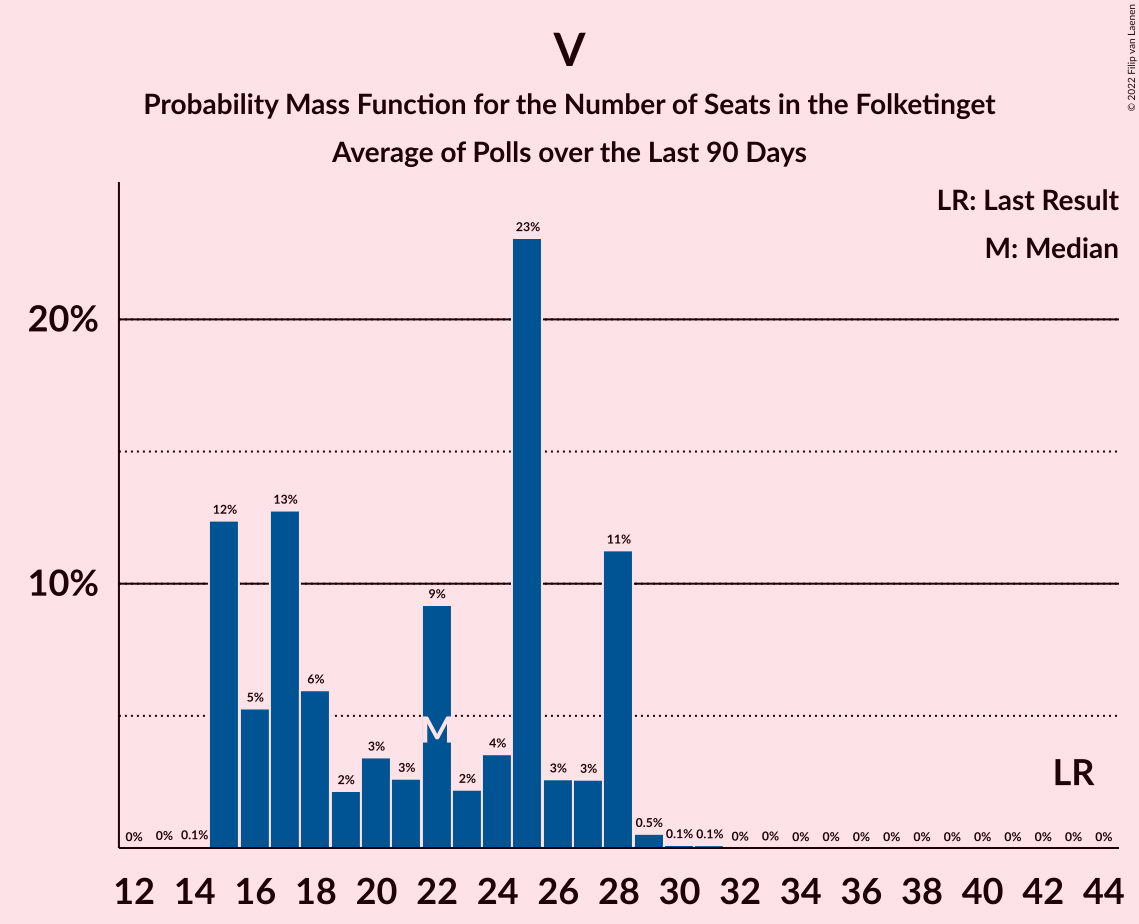 V
Probability Mass Function for the Number of Seats in the Folketinget
Average of Polls over the Last 90 Days
© 2022 Filip van Laenen
LR: Last Result
M: Median
20%
10%
0% 0% 0.1% 12% 5% 13% 6% 2% 3% 3% 9% 2% 4% 23% 3% 3% 11% 0.5% 0.1% 0.1% 0% 0% 0% 0% 0% 0% 0% 0% 0% 0% 0% 0% 0%
M
LR
12 14 16 18 20 22 24 26 28 30 32 34 36 38 40 42 44